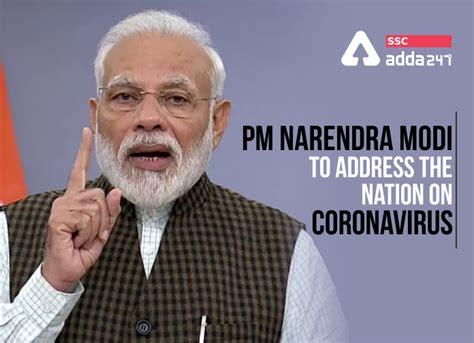 SSC
adda247
PM NARENDRA MODI
TO ADDRESS THE
NATION ON
CORONAVIRUS